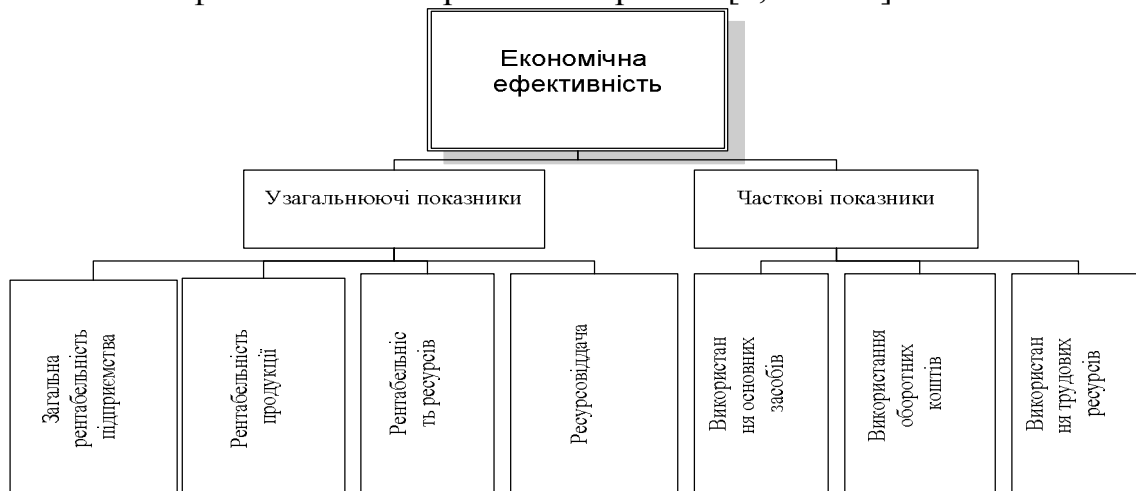 Економічна
ефективність
Узагальнюючі показники
Часткові показники
Загальна
рентабельність
підприємства
Рентабельність
продукції
Рентабельніс
ть ресурсів
Ресурсовіддача
Використан
ня основних
засобів
Використання
оборотних
коштів
Використан
ня трудових
ресурсів